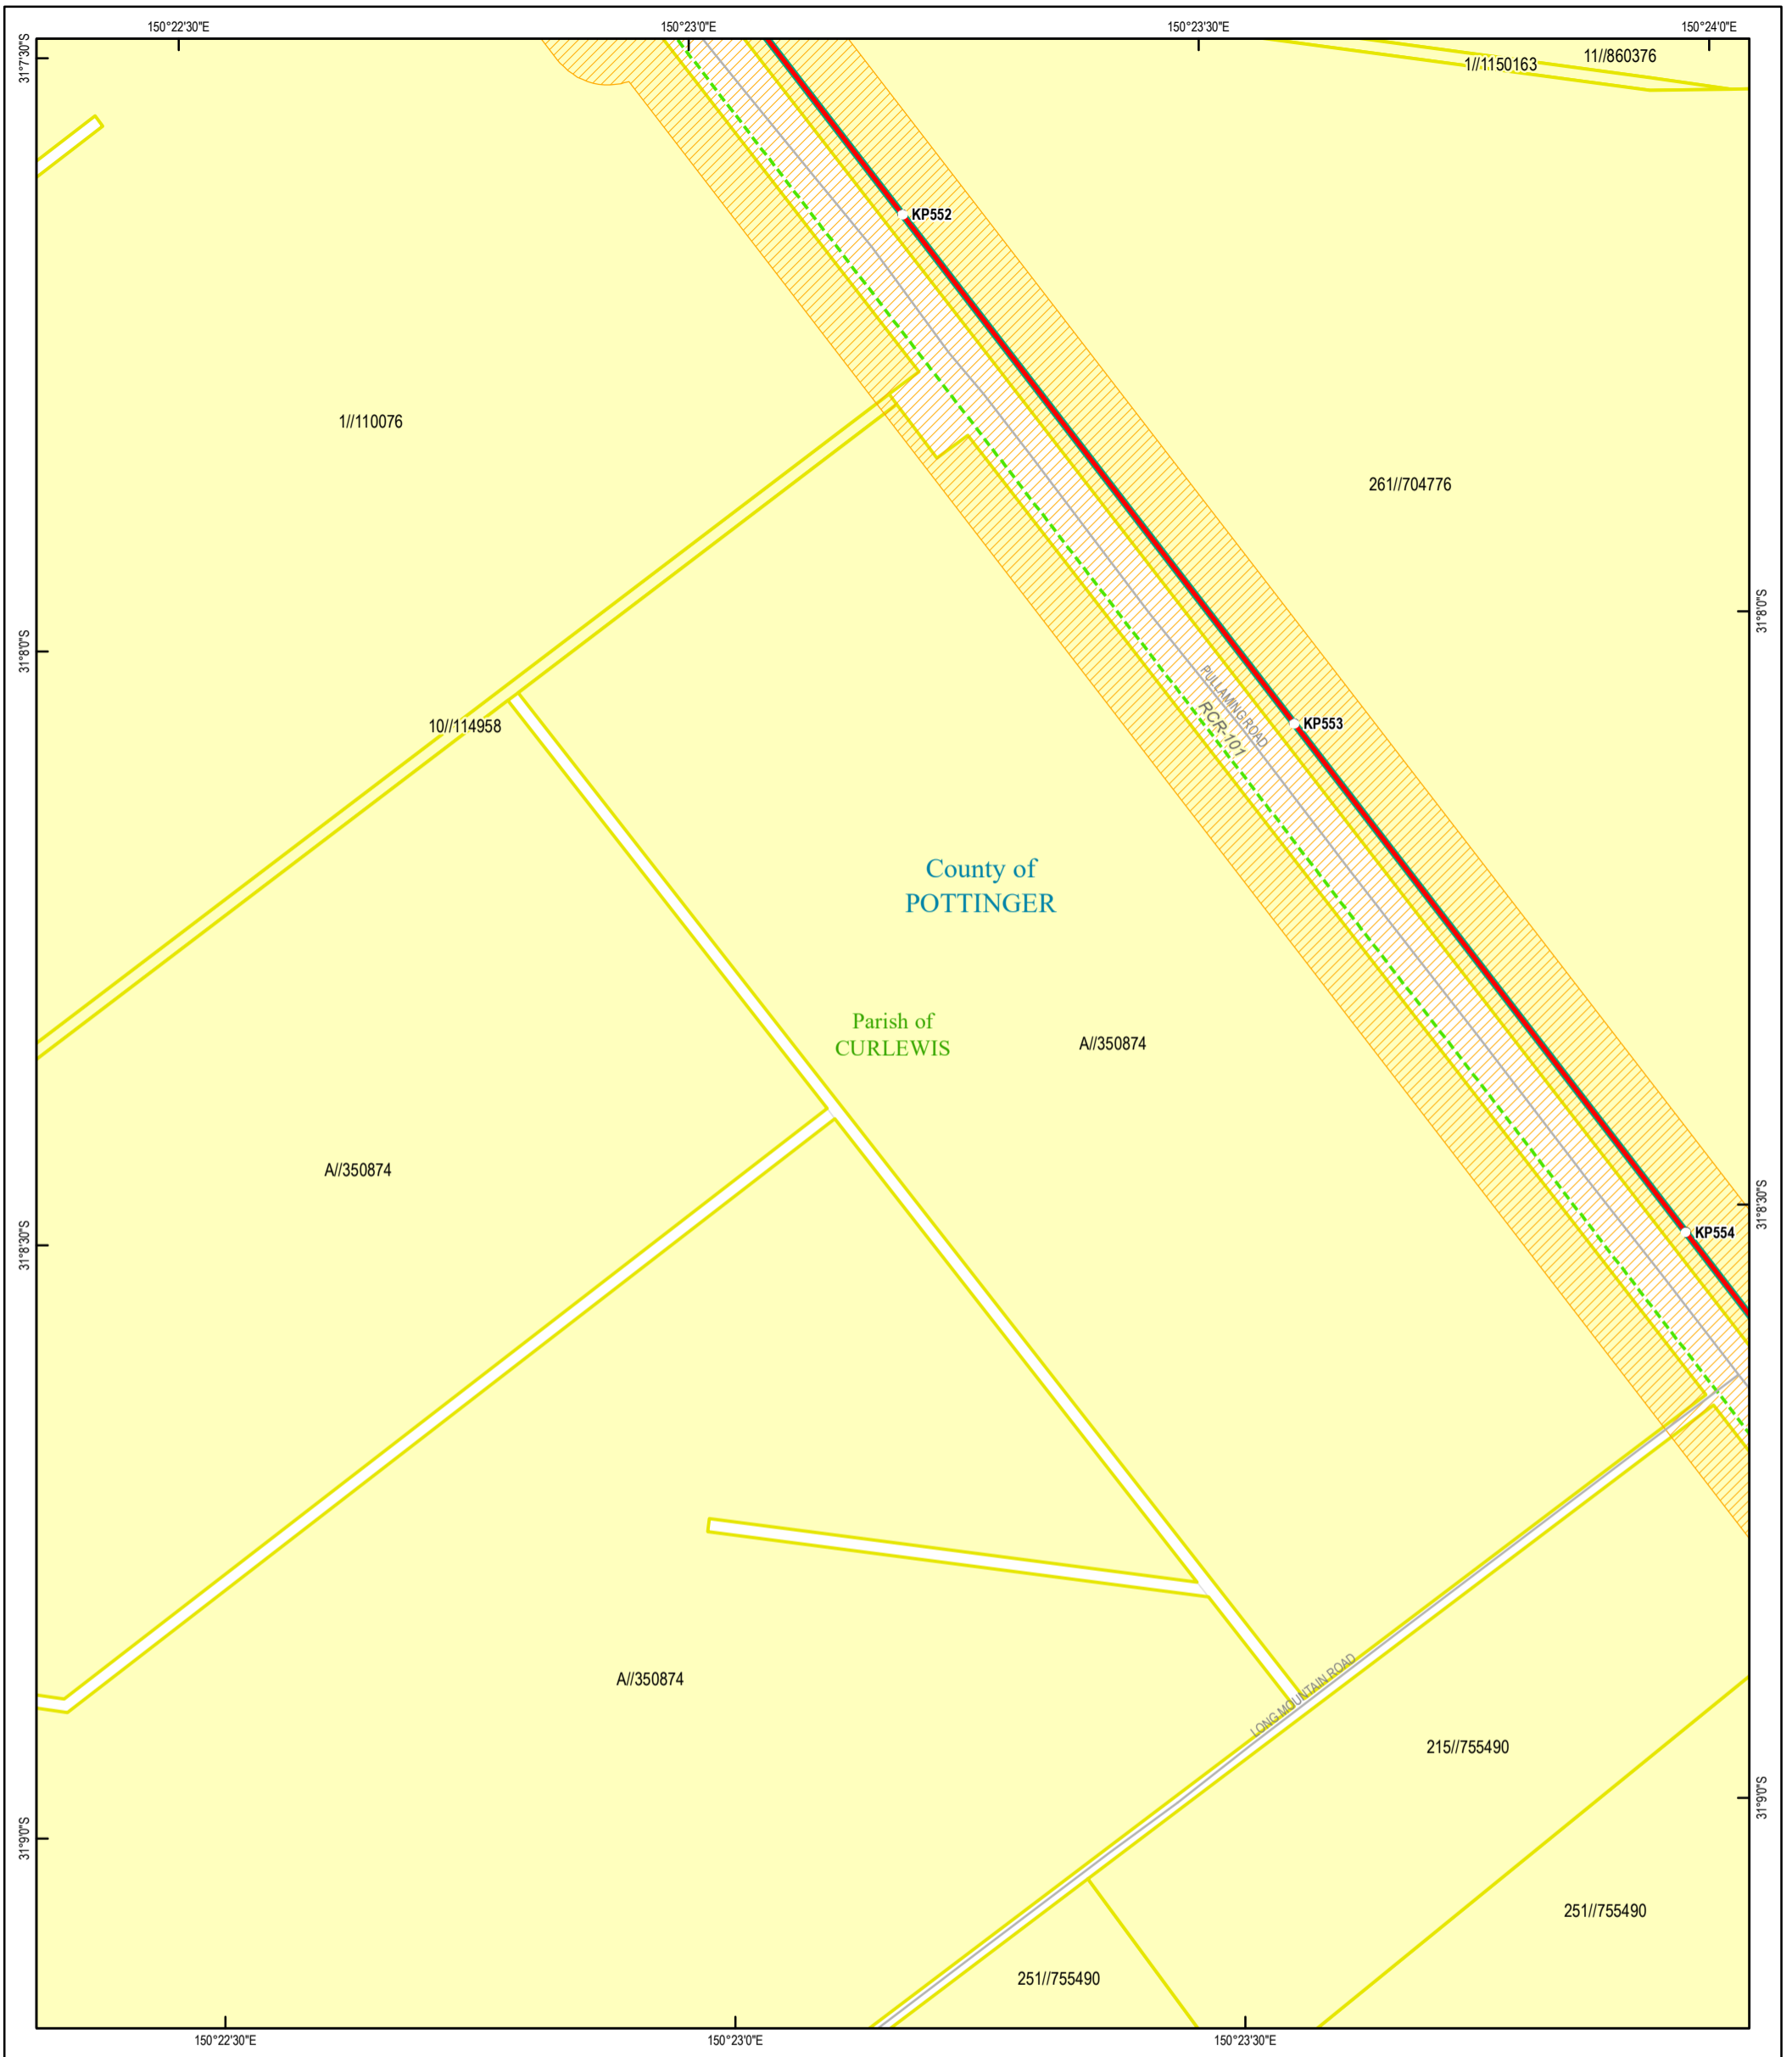 150°22'30"E
150°23'0"E
150°23'30"E
150°24'0"E
31°7'30"S
1//1150163
11//860376
KP552
1//110076
261//704776
31°8'0"S
31°8'0"S
PULLAMING ROAD
RCR-101
KP553
10//114958
County of
POTTINGER
Parish of
CURLEWIS
A//350874
A//350874
31°8'30"S
31°8'30"S
KP554
A//350874
LONG MOUNTAIN ROAD
215//755490
31°9'0"S
31°9'0"S
251//755490
251//755490
150°22'30"E
150°23'0"E
150°23'30"E